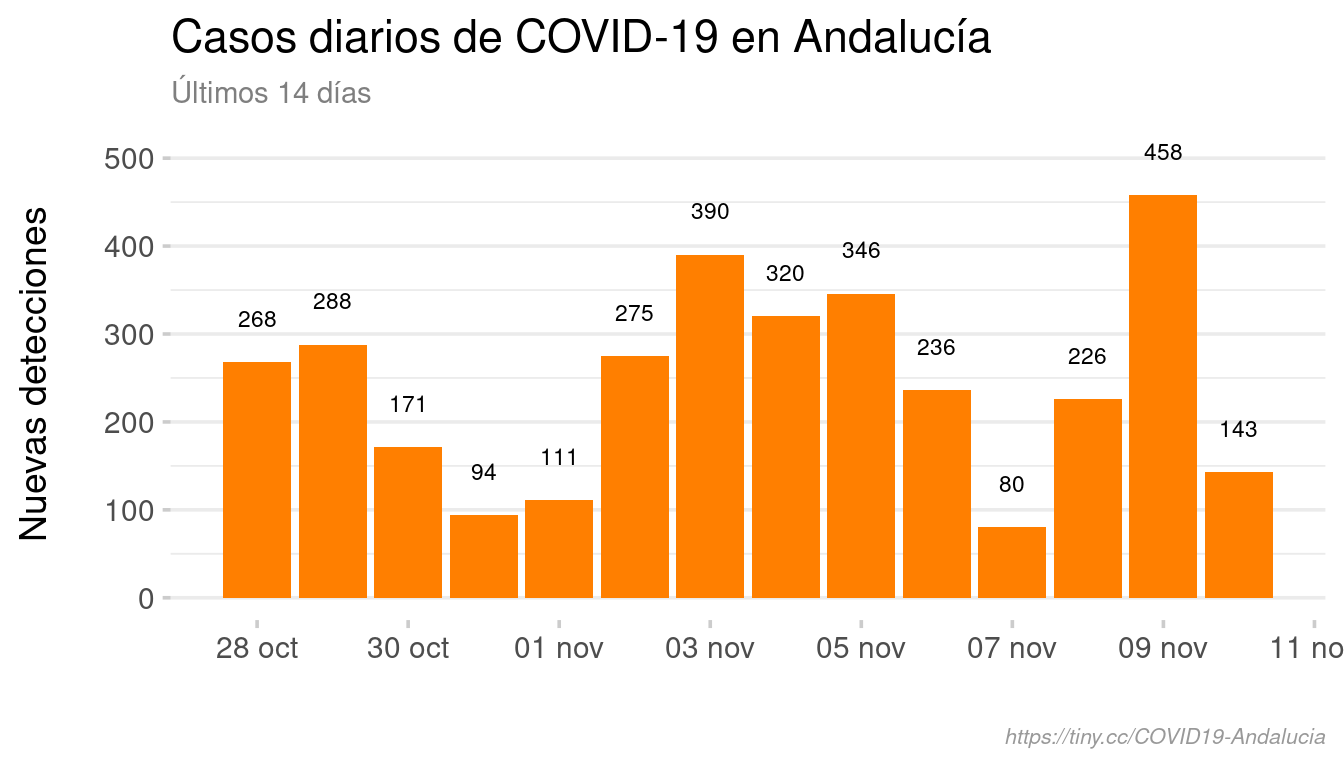 Casos diarios de COVID-19 en Andalucía
Últimos 14 días
Nuevas detecciones
500
400
300
200
100
0
268
288
171
94
111
275
390
320
346
236
80
226
458
143
28 oct
30 oct
01 nov
03 nov
05 nov
07 nov
09 nov
11 no
https://tiny.cc/COVID19-Andalucia